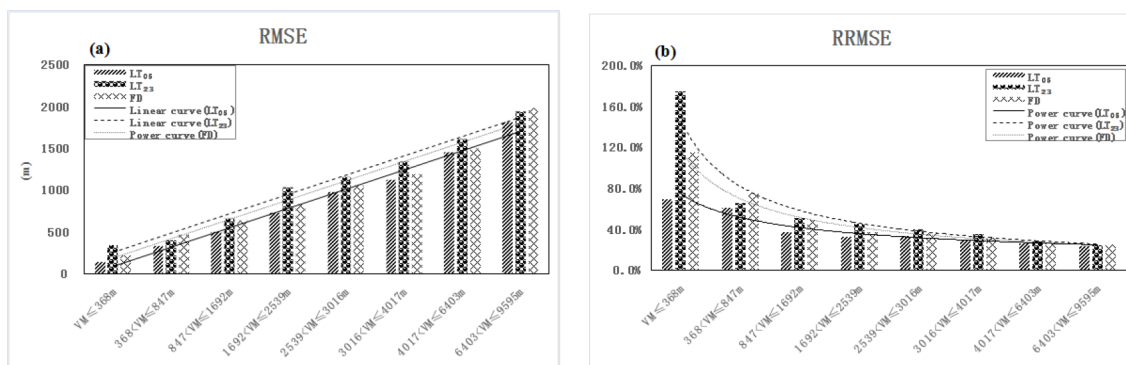 (a)
RMSE
2500
2000
1500
1000
500
0
(m)
LT₀₅
LT₂₃
FD
Linear curve(LT₀₅)
Linear curve(LT₂₃)
Power curve(FD)
VM≤368m
368<VM≤847m
847<VM≤1692m
1692<VM≤2539m
2539<VM≤3016m
3016<VM≤4017m
4017<VM≤6403m
6403<VM≤9595m
(b)
RRMSE
200.0%
160.0%
120.0%
80.0%
40.0%
0.0%
LT₀₅
LT₂₃
FD
Power curve(LT₀₅)
Power curve(LT₂₃)
Power curve(FD)
VM≤368m
368<VM≤847m
847<VM≤1692m
1692<VM≤2539m
2539<VM≤3016m
3016<VM≤4017m
4017<VM≤6403m
6403<VM≤9595m